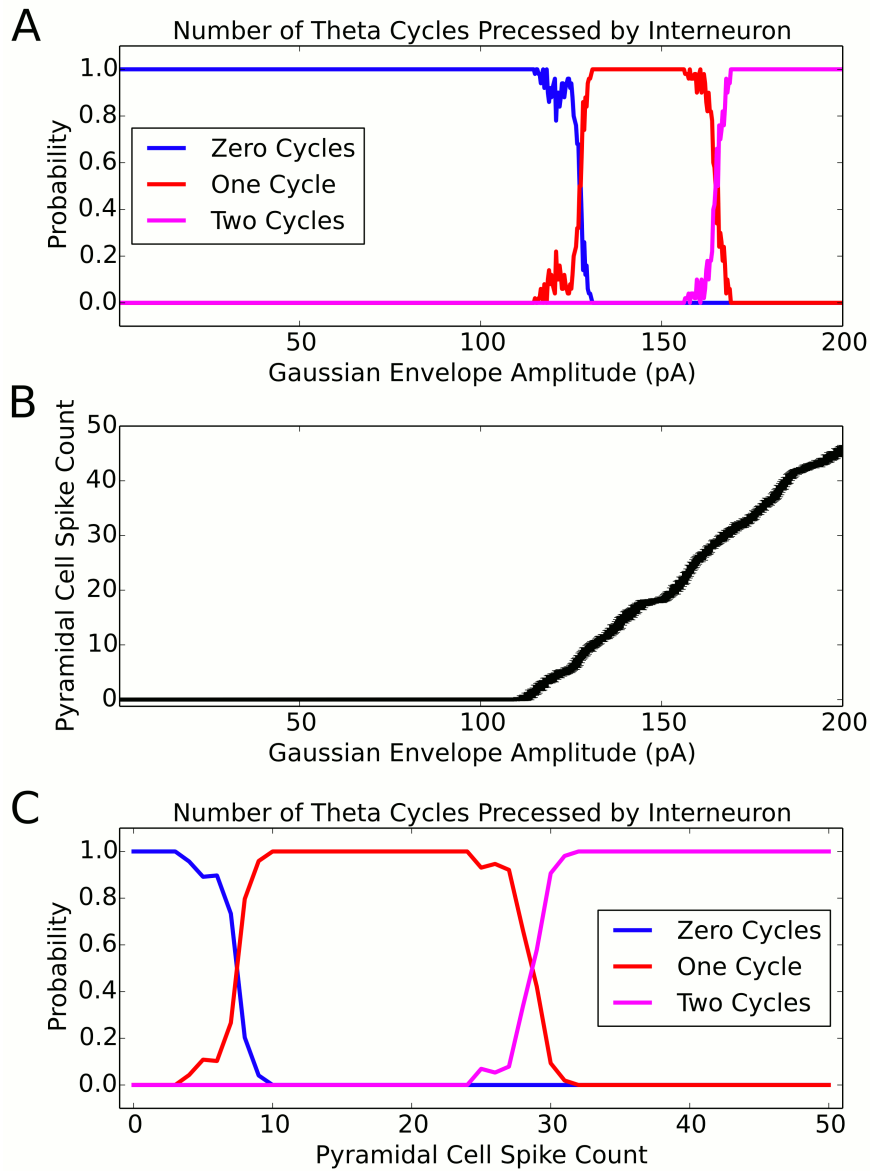 A
Number of Theta Cycles Precessed by Interneuron
1.0
0.8
0.6
0.4
0.2
0.0
Probability
Zero Cycles
One Cycle
Two Cycles
50 100 150 200
Gaussian Envelope Amplitude (pA)
B
50
40
30
20
10
0
Pyramidal Cell Spike Count
50 100 150 200
Gaussian Envelope Amplitude (pA)
C
Number of Theta Cycles Precessed by Interneuron
1.0
0.8
0.6
0.4
0.2
0.0
Probability
Zero Cycles
One Cycle
Two Cycles
0 10 20 30 40 50
Pyramidal Cell Spike Count